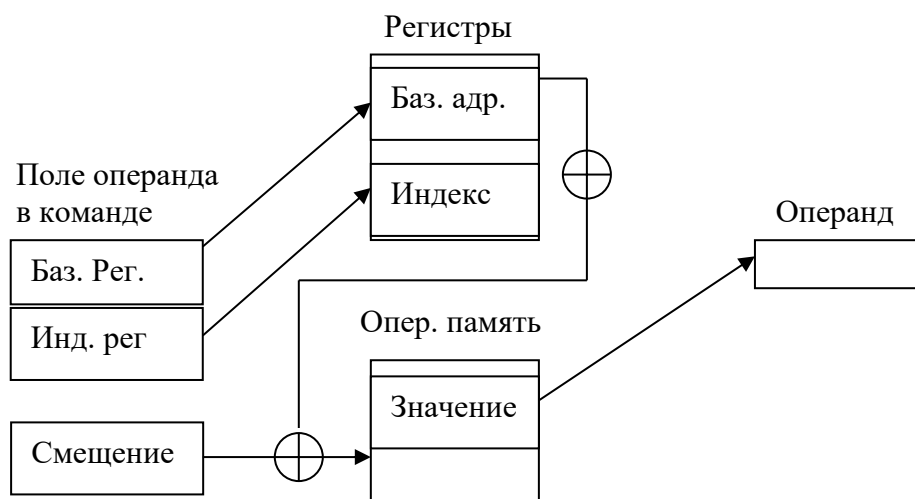 Регистры
Баз. адр.
Поле операнда
в команде
Индекс
Операнд
Баз. Рег.
Инд. рег
Опер. память
Значение
Смещение